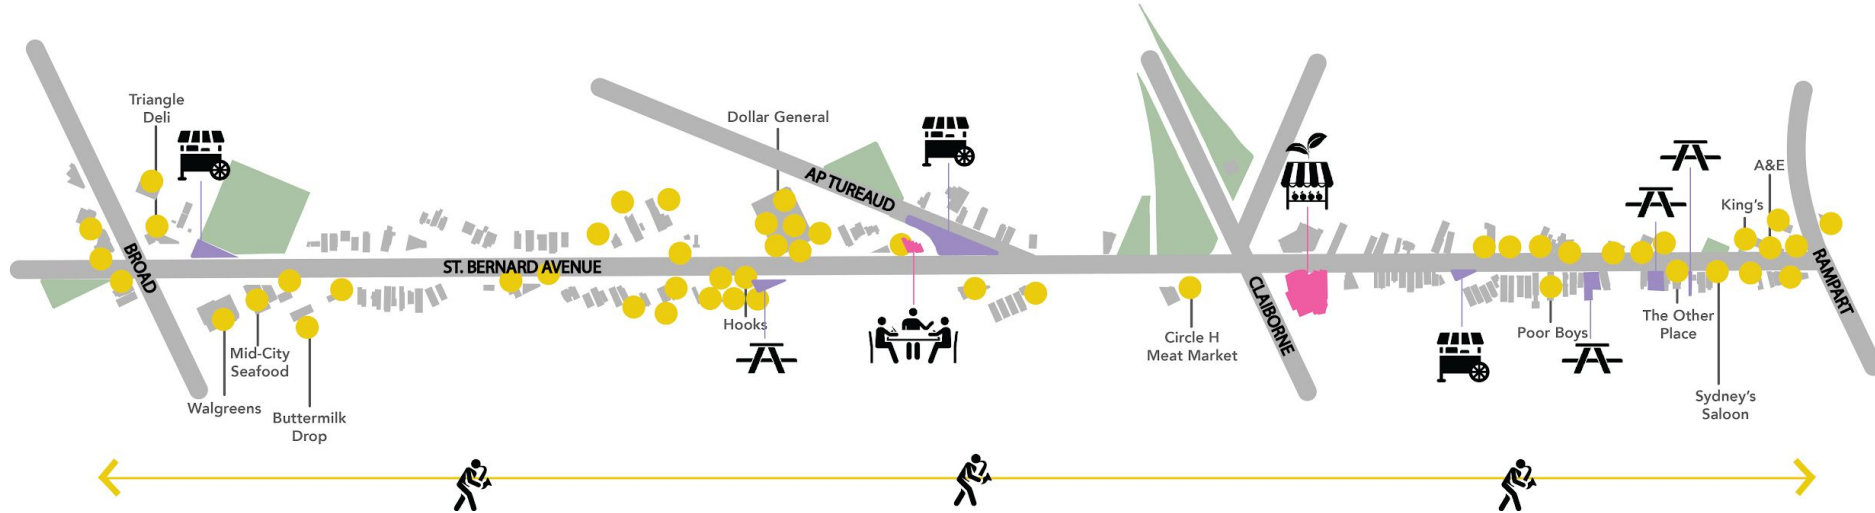 Triangle
Deli
Dollar General
AP TUREAUD
A&E
King's
BROAD
ST. BERNARD AVENUE
CLAIBORNE
RAMPART
Hooks
Mid-City
Seafood
Walgreens
Buttermilk
Drop
Circle H
Meat Market
Poor Boys
The Other
Place
Sydney's
Saloon